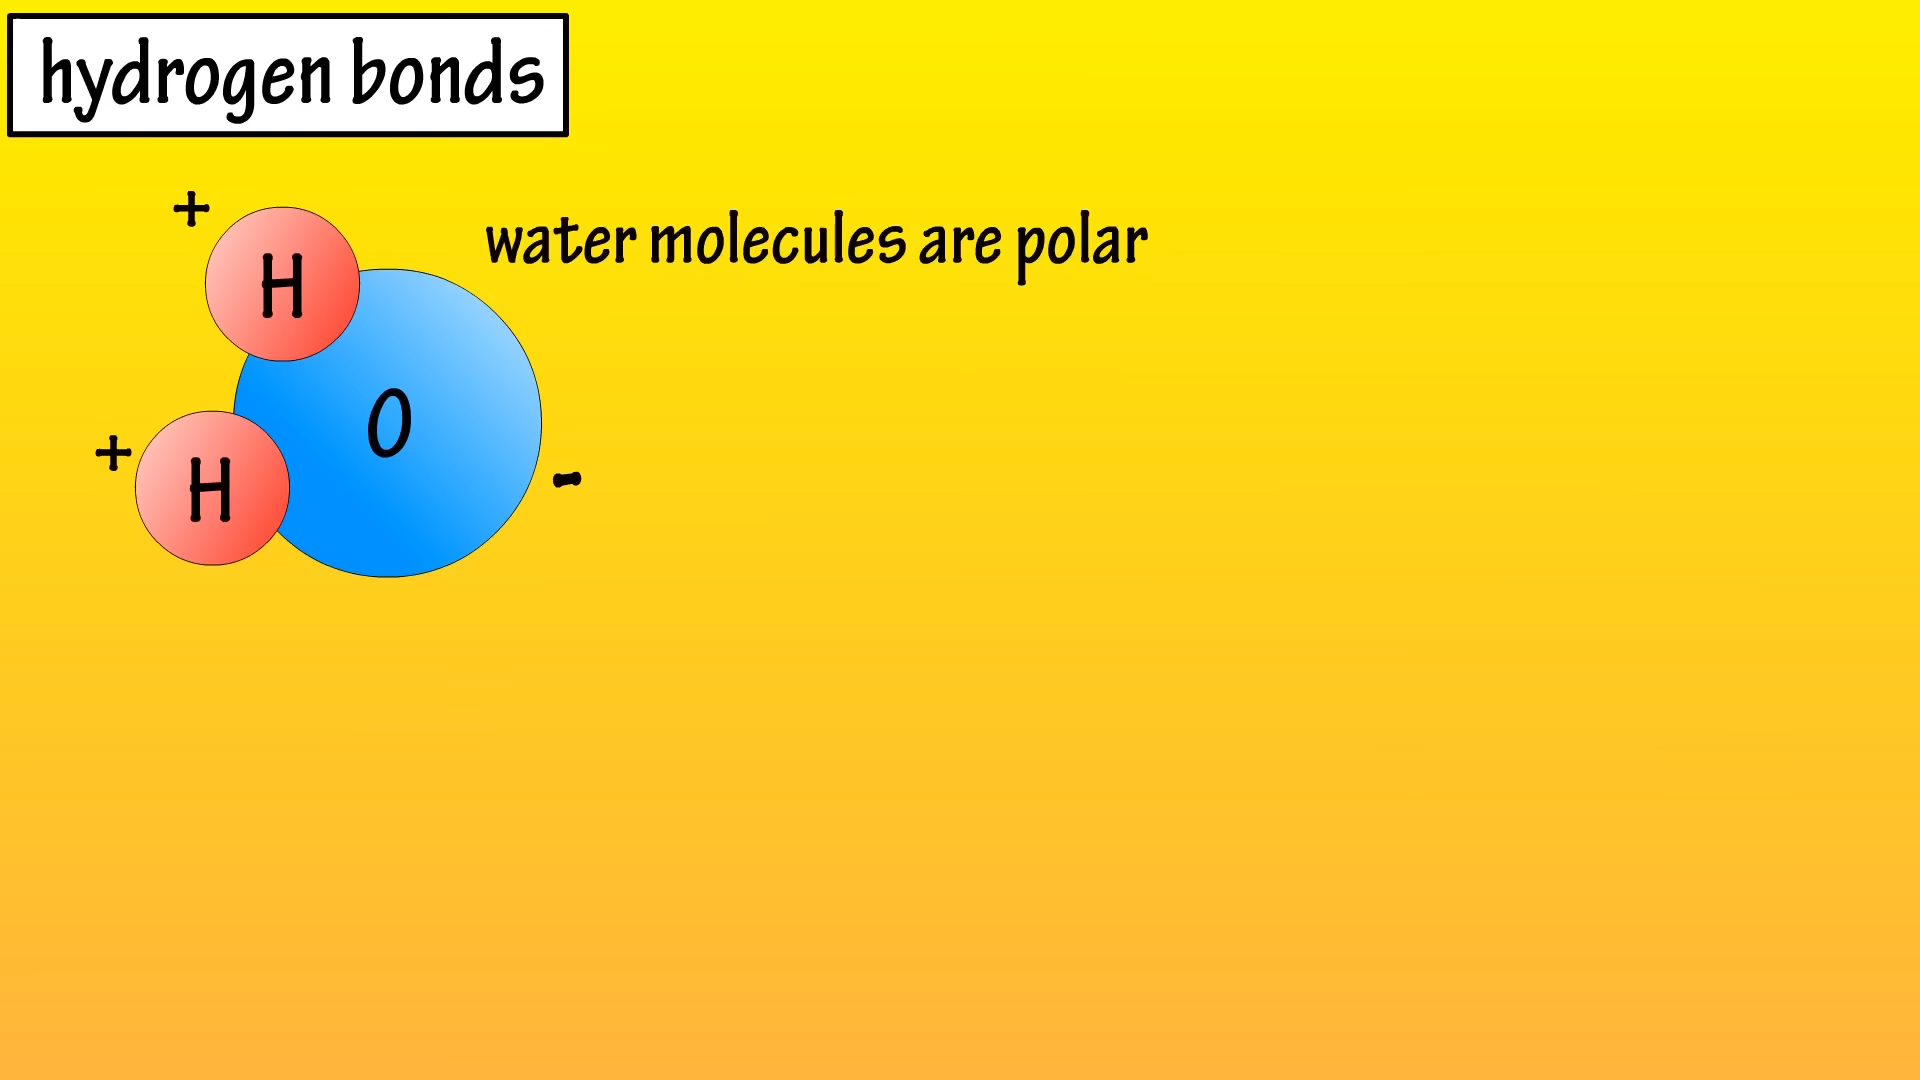 hydrogen bonds
+
H
water molecules are polar
O
+
H
-